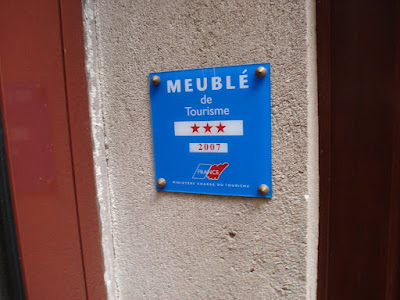 MEUBLÉ
de
Tourisme
★★★
2007
FRANCE
MINISTÈRE CHARGÉ DU TOURISME